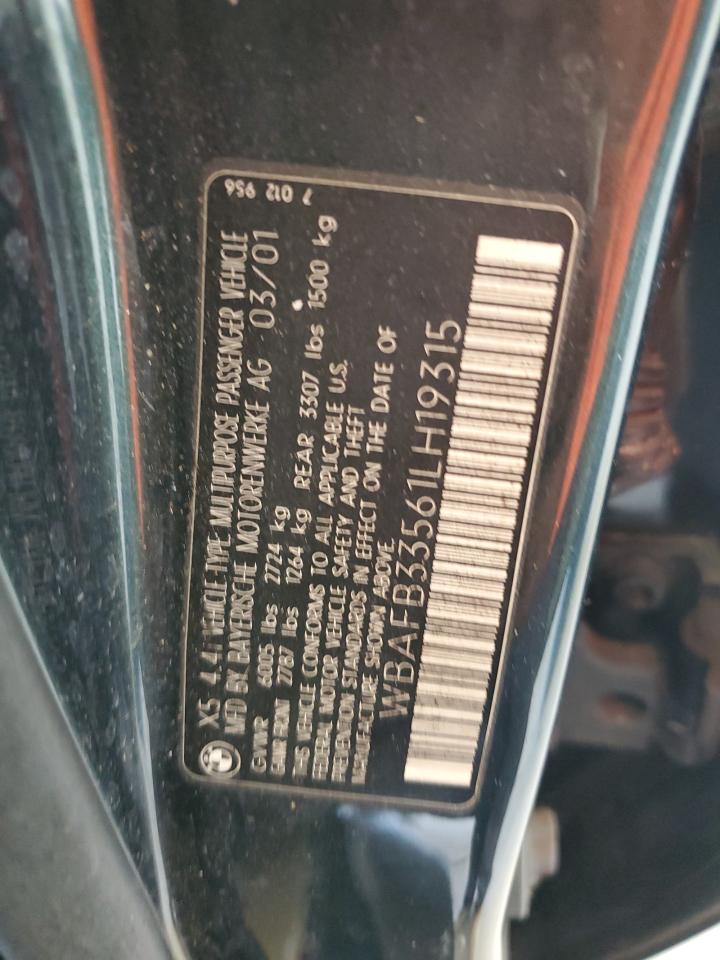 7 012 956
X5 4.4i VEHICLE TYPE: MULTIPURPOSE PASSENGER VEHICLE
MFD BY BAYERISCHE MOTORENWERKE AG 03/01
GVWR 6005 lbs 2724 kg
2787 lbs 1264 kg REAR 3307 lbs 1500 kg
THIS VEHICLE CONFORMS TO ALL APPLICABLE U.S.
FEDERAL MOTOR VEHICLE SAFETY AND THEFT
PREVENTION STANDARDS IN EFFECT ON THE DATE OF
MANUFACTURE SHOWN ABOVE.
WBAFB33561LH19315